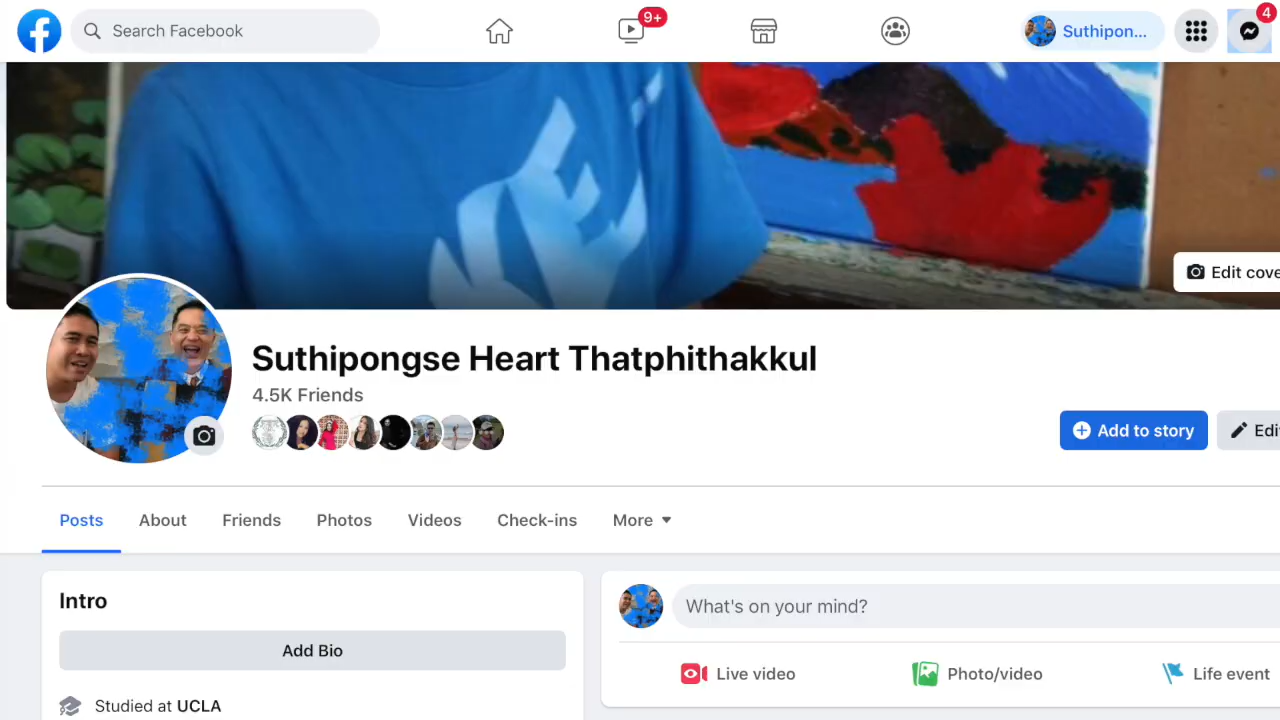 Search Facebook
9+
Suthipon...
4
Edit cove
Suthipongse Heart Thatphithakkul
4.5K Friends
Add to story
Edi
Posts About Friends Photos Videos Check-ins More
Intro
What's on your mind?
Add Bio
Live video Photo/video Life event
Studied at UCLA